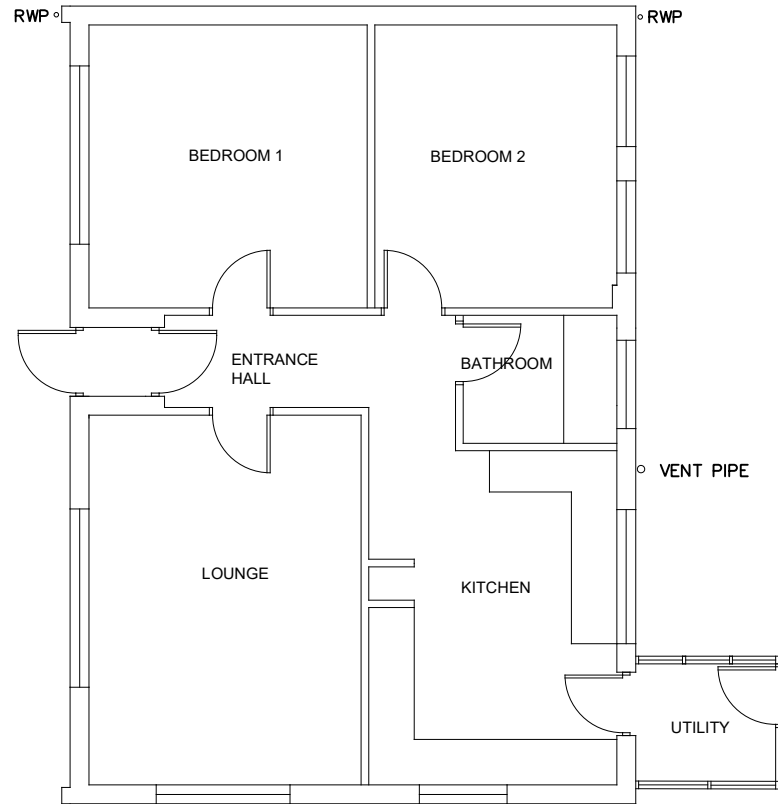 RWP
RWP
BEDROOM 1
BEDROOM 2
ENTRANCE
HALL
BATHROOM
VENT PIPE
LOUNGE
KITCHEN
UTILITY